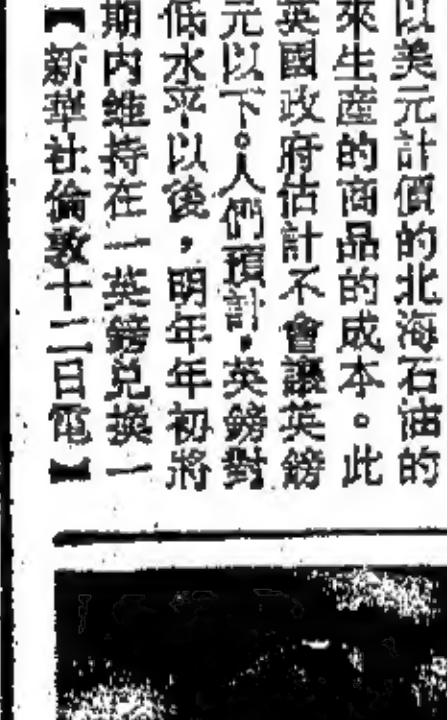 以美元計價的北海石油的
來生產的商品的成本。此
英國政府估計不會讓英鎊
元以下。人們預計，英鎊對
低水平以後，明年年初將
期內維持在一英鎊兌換一
【新華社倫敦十二日電】